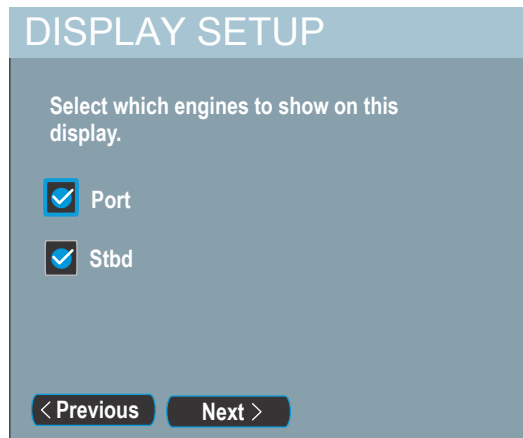 DISPLAY SETUP
Select which engines to show on this
display.
Port
Stbd
< Previous Next >